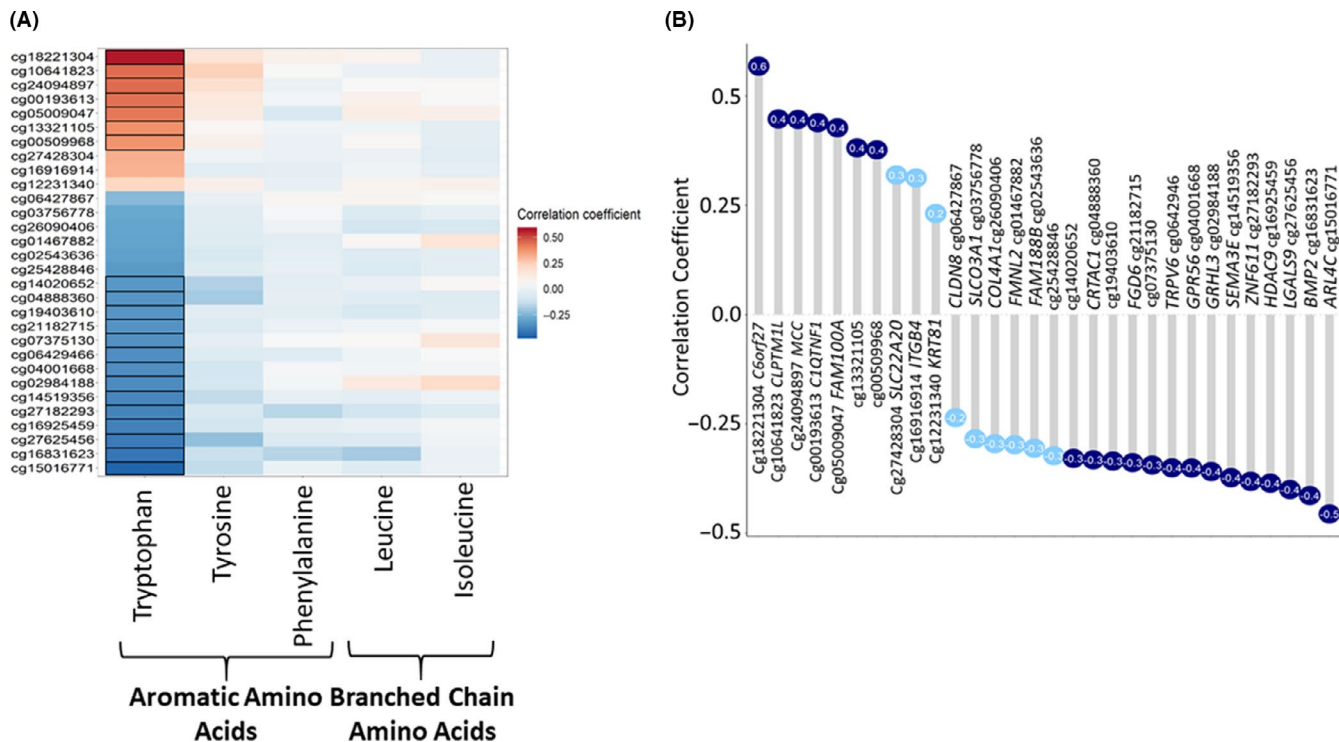 (A)
cg18221304
cg10641823
cg24094897
cg00193613
cg05009047
cg13321105
cg00509968
cg27428304
cg16916914
cg12231340
cg06427867
cg03756778
cg26090406
cg01467882
cg02543636
cg25428846
cg14020652
cg04888360
cg19403610
cg21182715
cg07375130
cg06429466
cg04001668
cg02984188
cg14519356
cg27182293
cg16925459
cg27625456
cg16831623
cg15016771
Correlation coefficient
0.50
0.25
0.00
−0.25
Tryptophan
Tyrosine
Phenylalanine
Leucine
Isoleucine
Aromatic Amino
Acids
Branched Chain
Amino Acids
(B)
Correlation Coefficient
0.5
0.25
0.0
−0.25
−0.5
0.6
0.4
0.4
0.4
0.4
0.4
0.4
0.3
0.3
0.2
-0.2
-0.3
-0.3
-0.3
-0.3
-0.3
-0.3
-0.3
-0.3
-0.3
-0.3
-0.4
-0.4
-0.4
-0.4
-0.4
-0.4
-0.4
-0.4
-0.5
Cg18221304 C6orf27
Cg10641823 CLPTM1L
Cg24094897 MCC
Cg00193613 C1QTNF1
Cg05009047 FAM100A
cg13321105
cg00509968
Cg27428304 SLC22A20
Cg16916914 ITGB4
Cg12231340 KRT81
CLDN8 cg06427867
SLCO3A1 cg03756778
COL4A1cg26090406
FMNL2 cg01467882
FAM188B cg02543636
cg25428846
cg14020652
CRTAC1 cg04888360
cg19403610
FGD6 cg21182715
cg07375130
TRPV6 cg0642946
GPR56 cg04001668
GRHL3 cg02984188
SEMA3E cg14519356
ZNF611 cg27182293
HDAC9 cg16925459
LGALS9 cg27625456
BMP2 cg16831623
ARL4C cg15016771